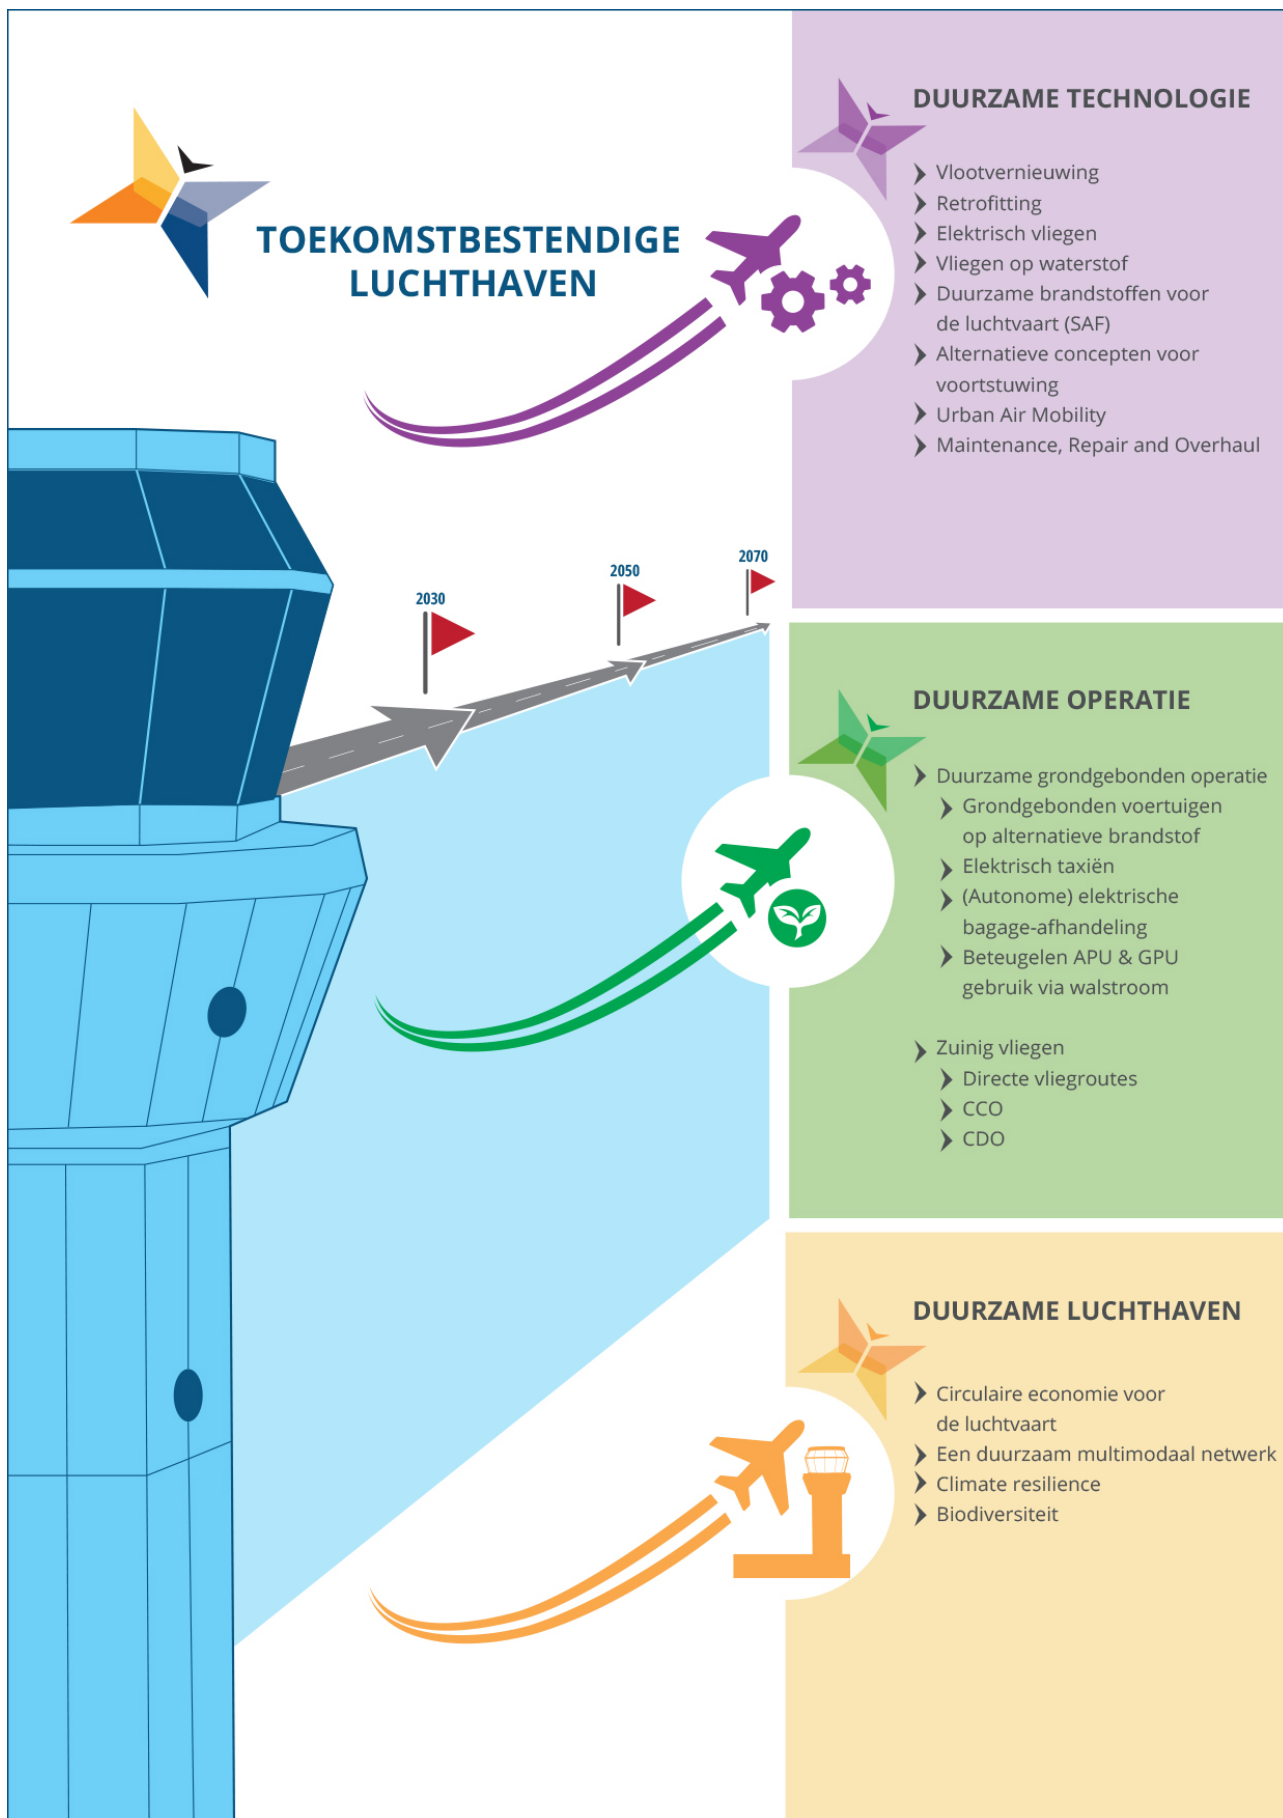 TOEKOMSTBESTENDIGE
LUCHTHAVEN
2030
2050
2070
DUURZAME TECHNOLOGIE
Vlootvernieuwing
Retrofitting
Elektrisch vliegen
Vliegen op waterstof
Duurzame brandstoffen voor
de luchtvaart (SAF)
Alternatieve concepten voor
voortstuwing
Urban Air Mobility
Maintenance, Repair and Overhaul
DUURZAME OPERATIE
Duurzame grondgebonden operatie
Grondgebonden voertuigen
op alternatieve brandstof
Elektrisch taxiën
(Autonome) elektrische
bagage-afhandeling
Beteugelen APU & GPU
gebruik via walstroom
Zuinig vliegen
Directe vliegroutes
CCO
CDO
DUURZAME LUCHTHAVEN
Circulaire economie voor
de luchtvaart
Een duurzaam multimodaal netwerk
Climate resilience
Biodiversiteit